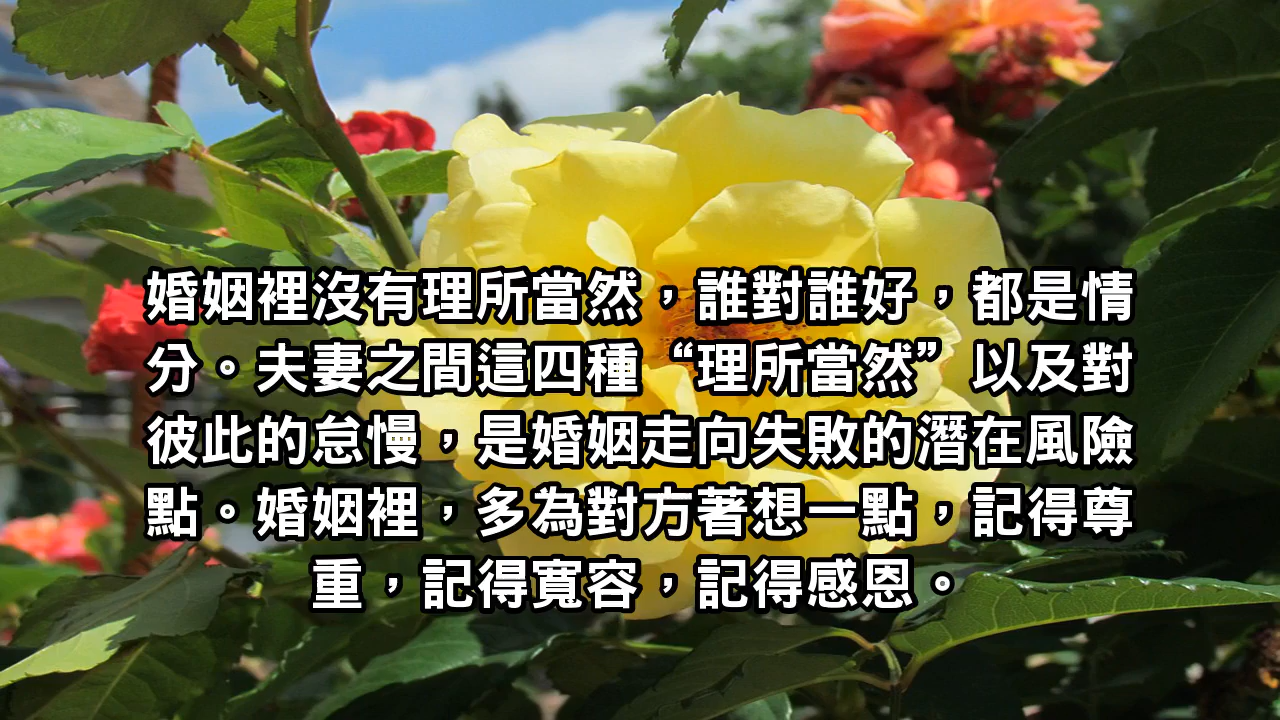 婚姻裡沒有理所當然，誰對誰好，都是情
分。夫妻之間這四種“理所當然”以及對
彼此的怠慢，是婚姻走向失敗的潛在風險
點。婚姻裡，多為對方著想一點，記得尊
重，記得寬容，記得感恩。